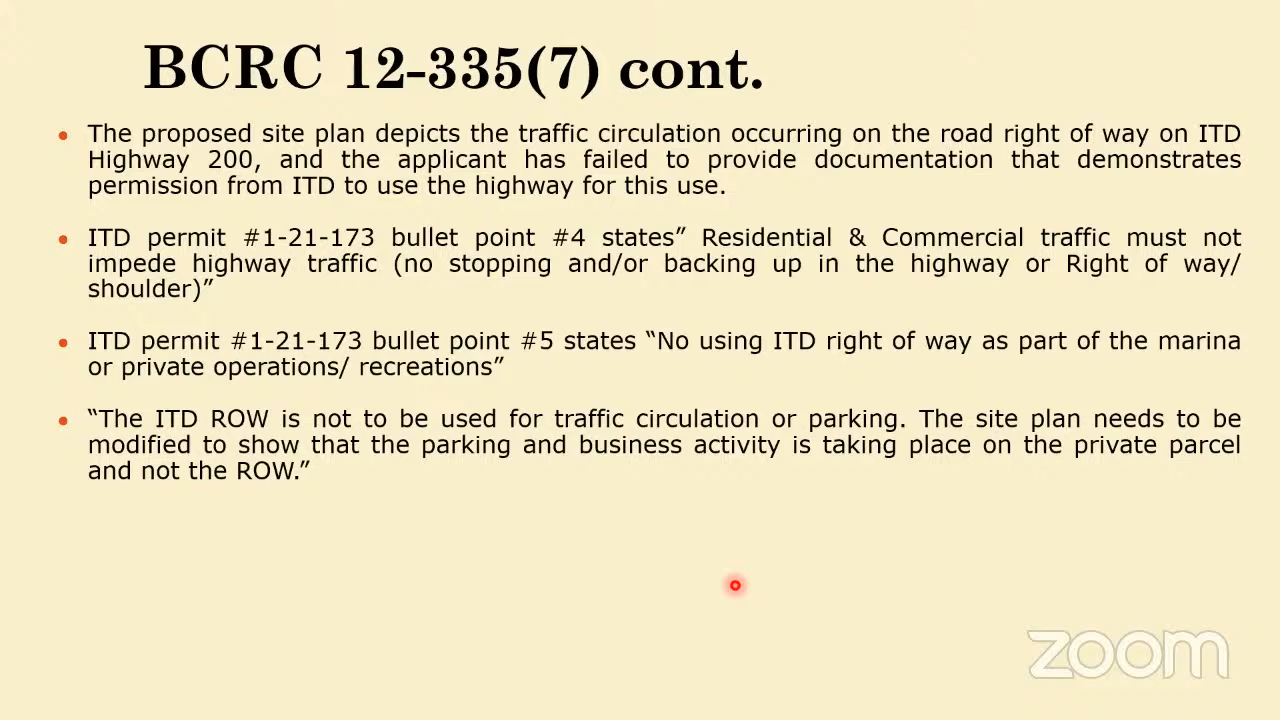 BCRC 12-335(7) cont.
• The proposed site plan depicts the traffic circulation occurring on the road right of way on ITD
Highway 200, and the applicant has failed to provide documentation that demonstrates
permission from ITD to use the highway for this use.
• ITD permit #1-21-173 bullet point #4 states” Residential & Commercial traffic must not
impede highway traffic (no stopping and/or backing up in the highway or Right of way/
shoulder)”
• ITD permit #1-21-173 bullet point #5 states “No using ITD right of way as part of the marina
or private operations/ recreations”
• “The ITD ROW is not to be used for traffic circulation or parking. The site plan needs to be
modified to show that the parking and business activity is taking place on the private parcel
and not the ROW.”
zoom